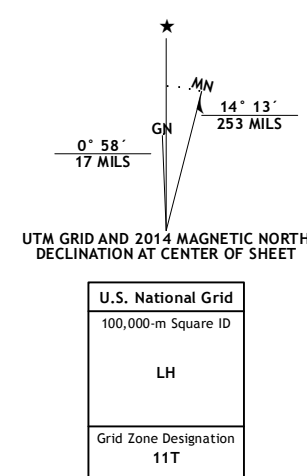 ★
MN
14° 13´
253 MILS
GN
0° 58´
17 MILS
UTM GRID AND 2014 MAGNETIC NORTH
DECLINATION AT CENTER OF SHEET
U.S. National Grid
100,000-m Square ID
LH
Grid Zone Designation
11T